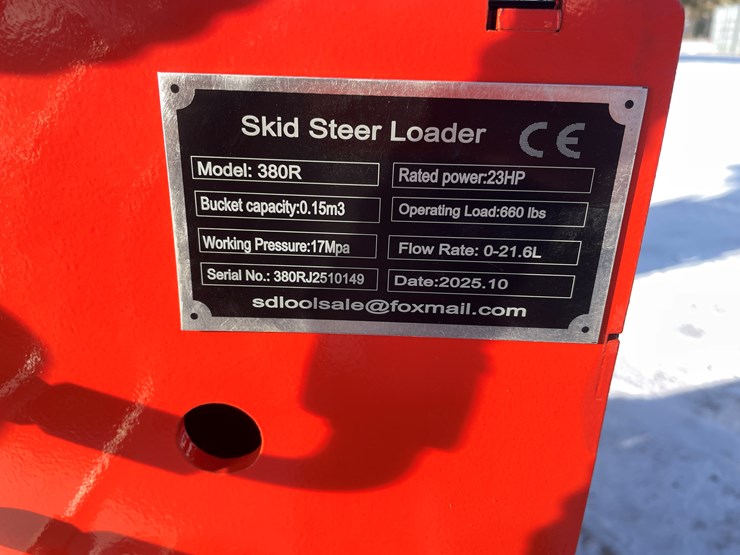 Skid Steer Loader CE
Model: 380R
Rated power:23HP
Bucket capacity:0.15m3
Operating Load:660 lbs
Working Pressure:17Mpa
Flow Rate: 0-21.6L
Serial No.: 380RJ2510149
Date:2025.10
sdloolsale@foxmail.com